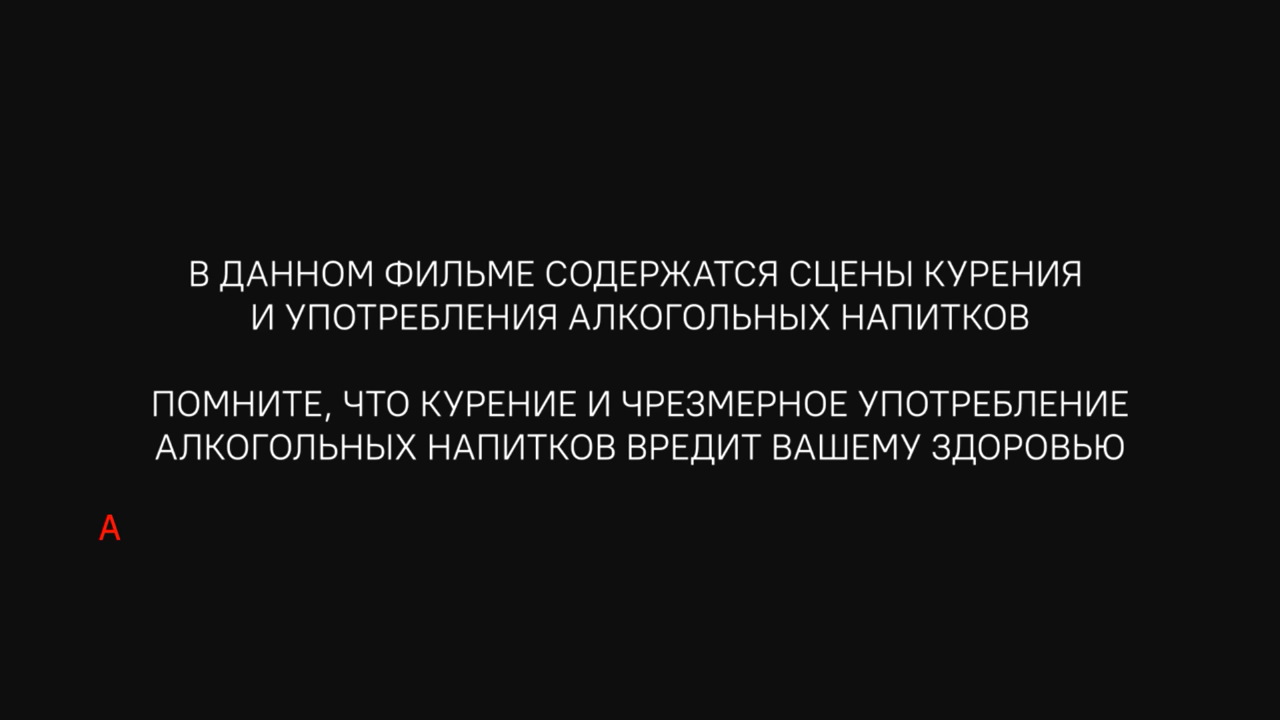 В ДАННОМ ФИЛЬМЕ СОДЕРЖАТСЯ СЦЕНЫ КУРЕНИЯ
И УПОТРЕБЛЕНИЯ АЛКОГОЛЬНЫХ НАПИТКОВ
ПОМНИТЕ, ЧТО КУРЕНИЕ И ЧРЕЗМЕРНОЕ УПОТРЕБЛЕНИЕ
АЛКОГОЛЬНЫХ НАПИТКОВ ВРЕДИТ ВАШЕМУ ЗДОРОВЬЮ
А